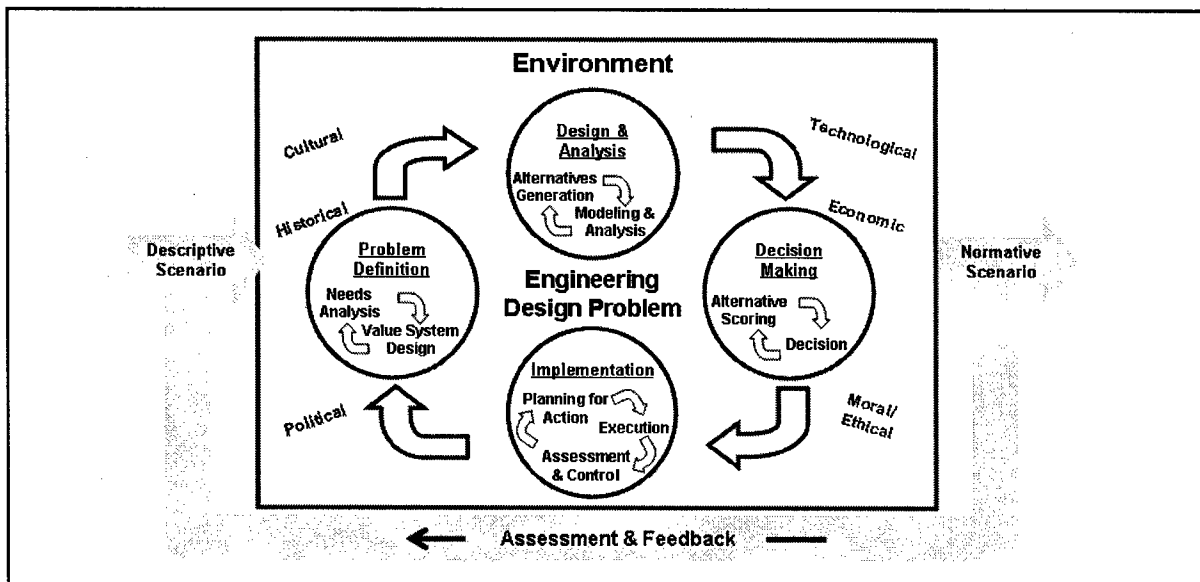 Environment
Cultural
Historical
Political
Technological
Economic
Moral/
Ethical
Descriptive
Scenario
Normative
Scenario
Design &
Analysis
Alternatives
Generation
Modeling &
Analysis
Problem
Definition
Needs
Analysis
Value System
Design
Engineering
Design Problem
Decision
Making
Alternative
Scoring
Decision
Implementation
Planning for
Action
Execution
Assessment
& Control
Assessment & Feedback